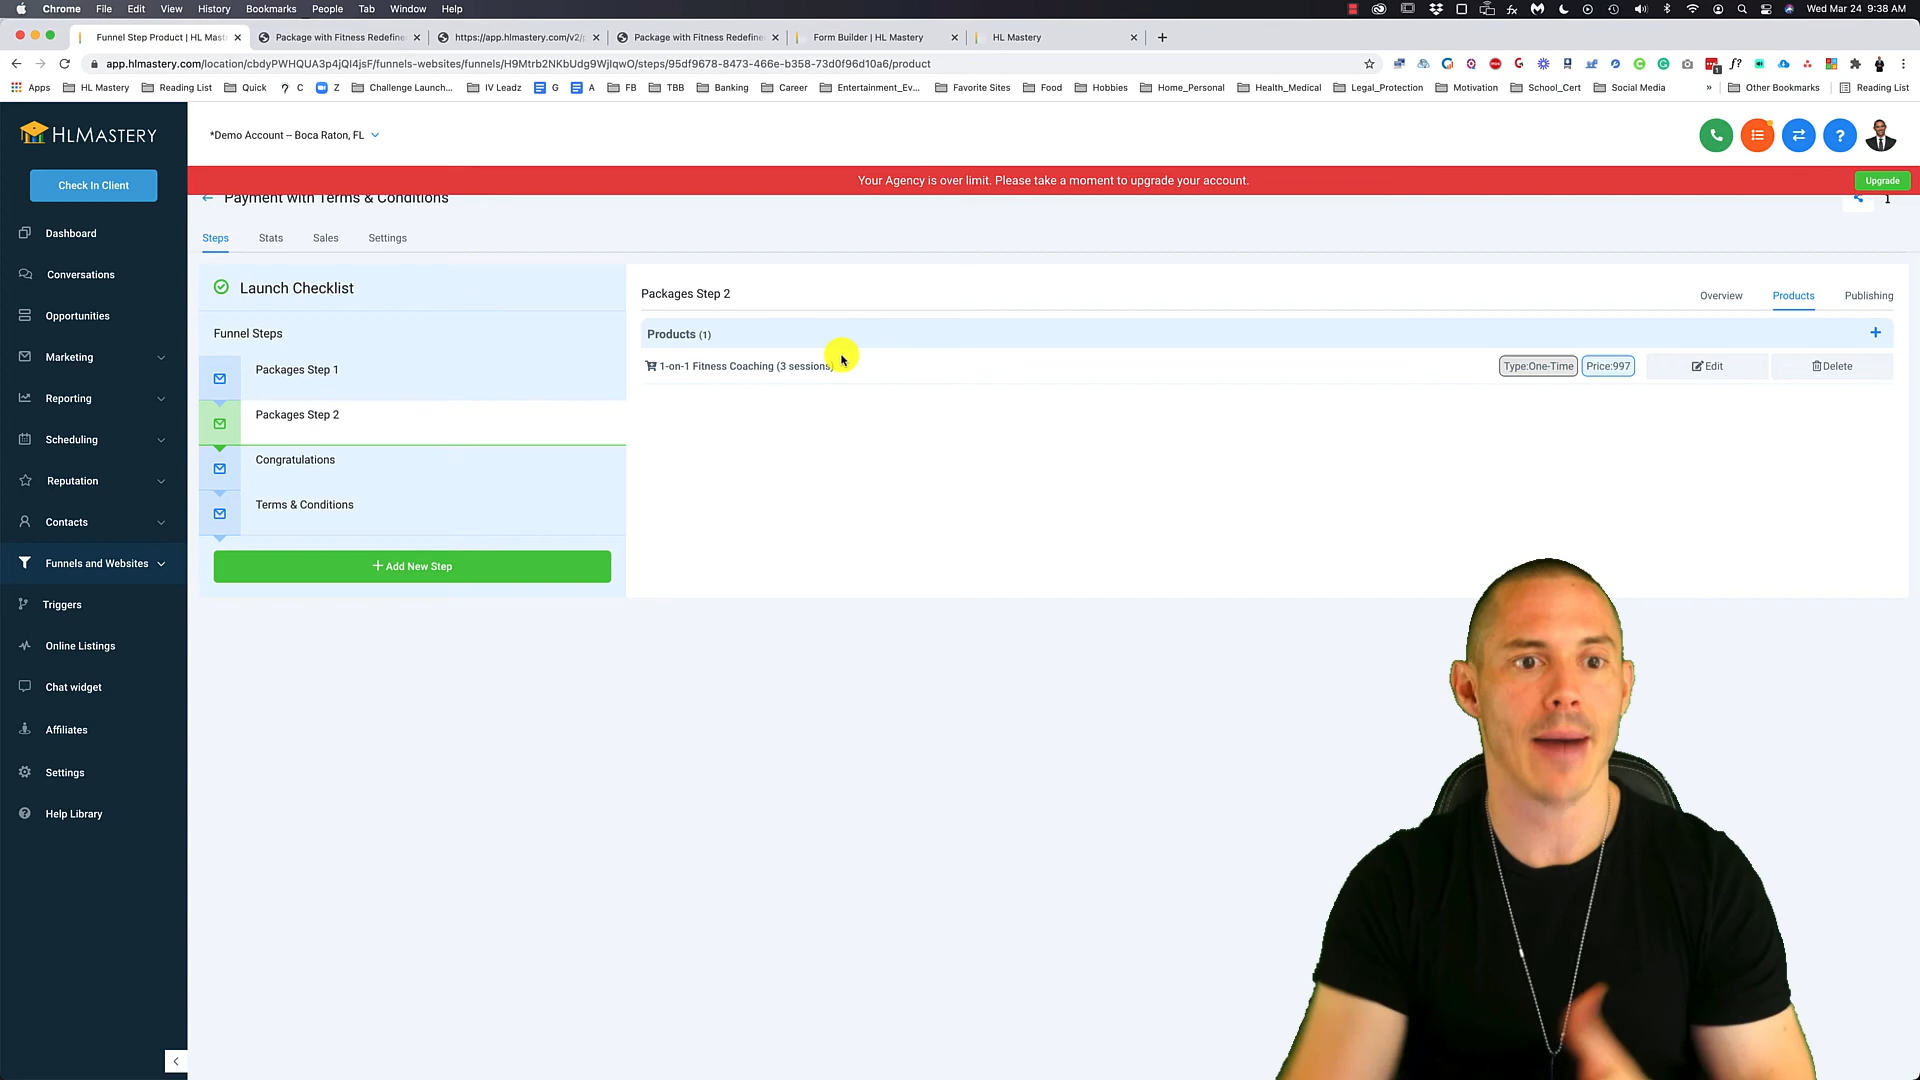 Chrome File Edit View History Bookmarks People Tab Window Help Wed Mar 24 9:38 AM
Funnel Step Product | HL Mast Package with Fitness Redefine https://app.hlmastery.com/v2/p Package with Fitness Redefine Form Builder | HL Mastery HL Mastery
app.hlmastery.com/location/cbdyPWHQUA3p4jQI4jsF/funnels-websites/funnels/H9Mtrb2NKbUdg9WjIqwO/steps/95df9678-8473-466e-b358-73d0f96d10a6/product
Apps HL Mastery Reading List Quick C Z Challenge Launch... IV Leadz G A FB TBB Banking Career Entertainment_Ev... Favorite Sites Food Hobbies Home_Personal Health_Medical Legal_Protection Motivation School_Cert Social Media » Other Bookmarks Reading List
HLMASTERY
*Demo Account -- Boca Raton, FL
Your Agency is over limit. Please take a moment to upgrade your account. Upgrade
Check In Client
Dashboard
Conversations
Opportunities
Marketing
Reporting
Scheduling
Reputation
Contacts
Funnels and Websites
Triggers
Online Listings
Chat widget
Affiliates
Settings
Help Library
Payment with Terms & Conditions
Steps Stats Sales Settings
Launch Checklist
Funnel Steps
Packages Step 1
Packages Step 2
Congratulations
Terms & Conditions
+ Add New Step
Packages Step 2
Overview Products Publishing
Products (1) +
1-on-1 Fitness Coaching (3 sessions) Type:One-Time Price:997 Edit Delete